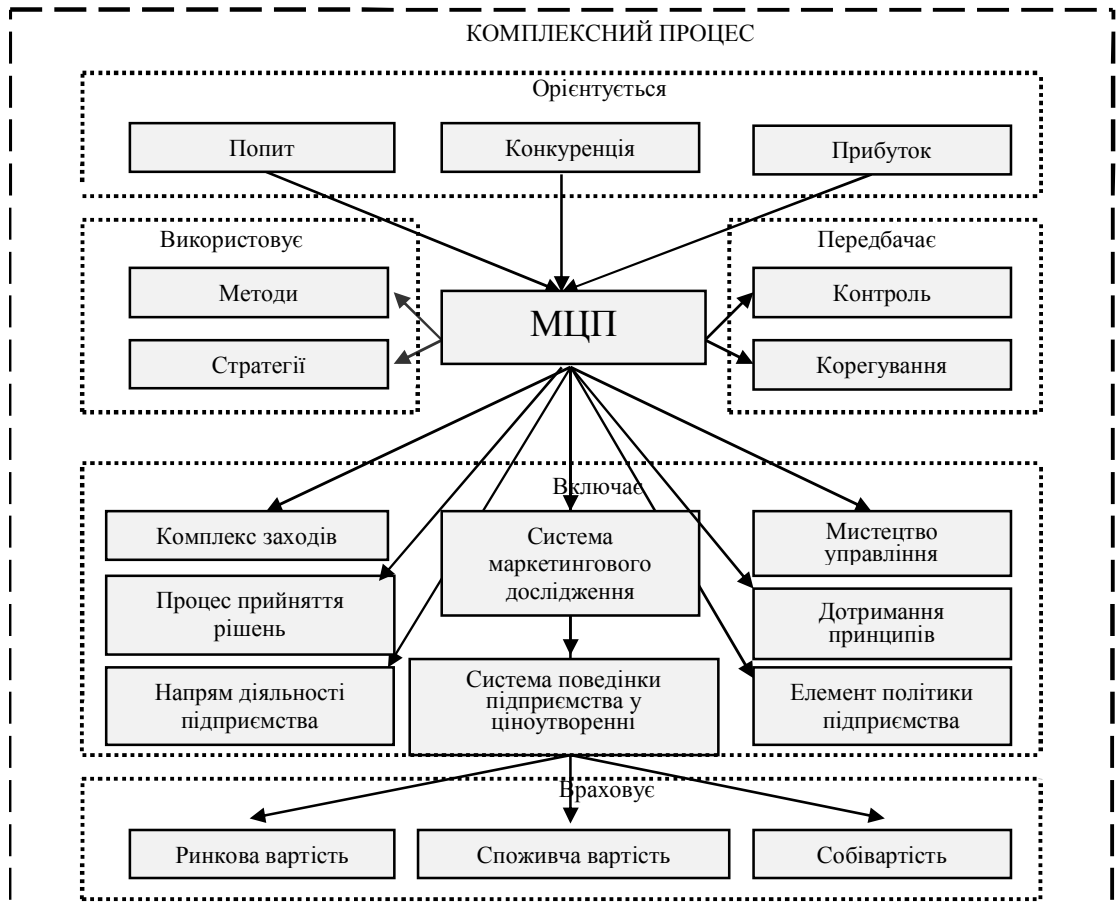 КОМПЛЕКСНИЙ ПРОЦЕС
Орієнтується
Попит
Конкуренція
Прибуток
Використовує
Методи
Стратегії
МЦП
Передбачає
Контроль
Корегування
Включає
Комплекс заходів
Процес прийняття
рішень
Напрям діяльності
підприємства
Система
маркетингового
дослідження
Система поведінки
підприємства у
ціноутворенні
Мистецтво
управління
Дотримання
принципів
Елемент політики
підприємства
Враховує
Ринкова вартість
Споживча вартість
Собівартість